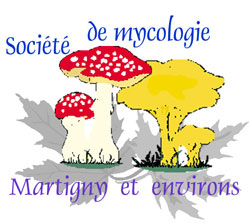 Société de mycologie
Martigny et environs